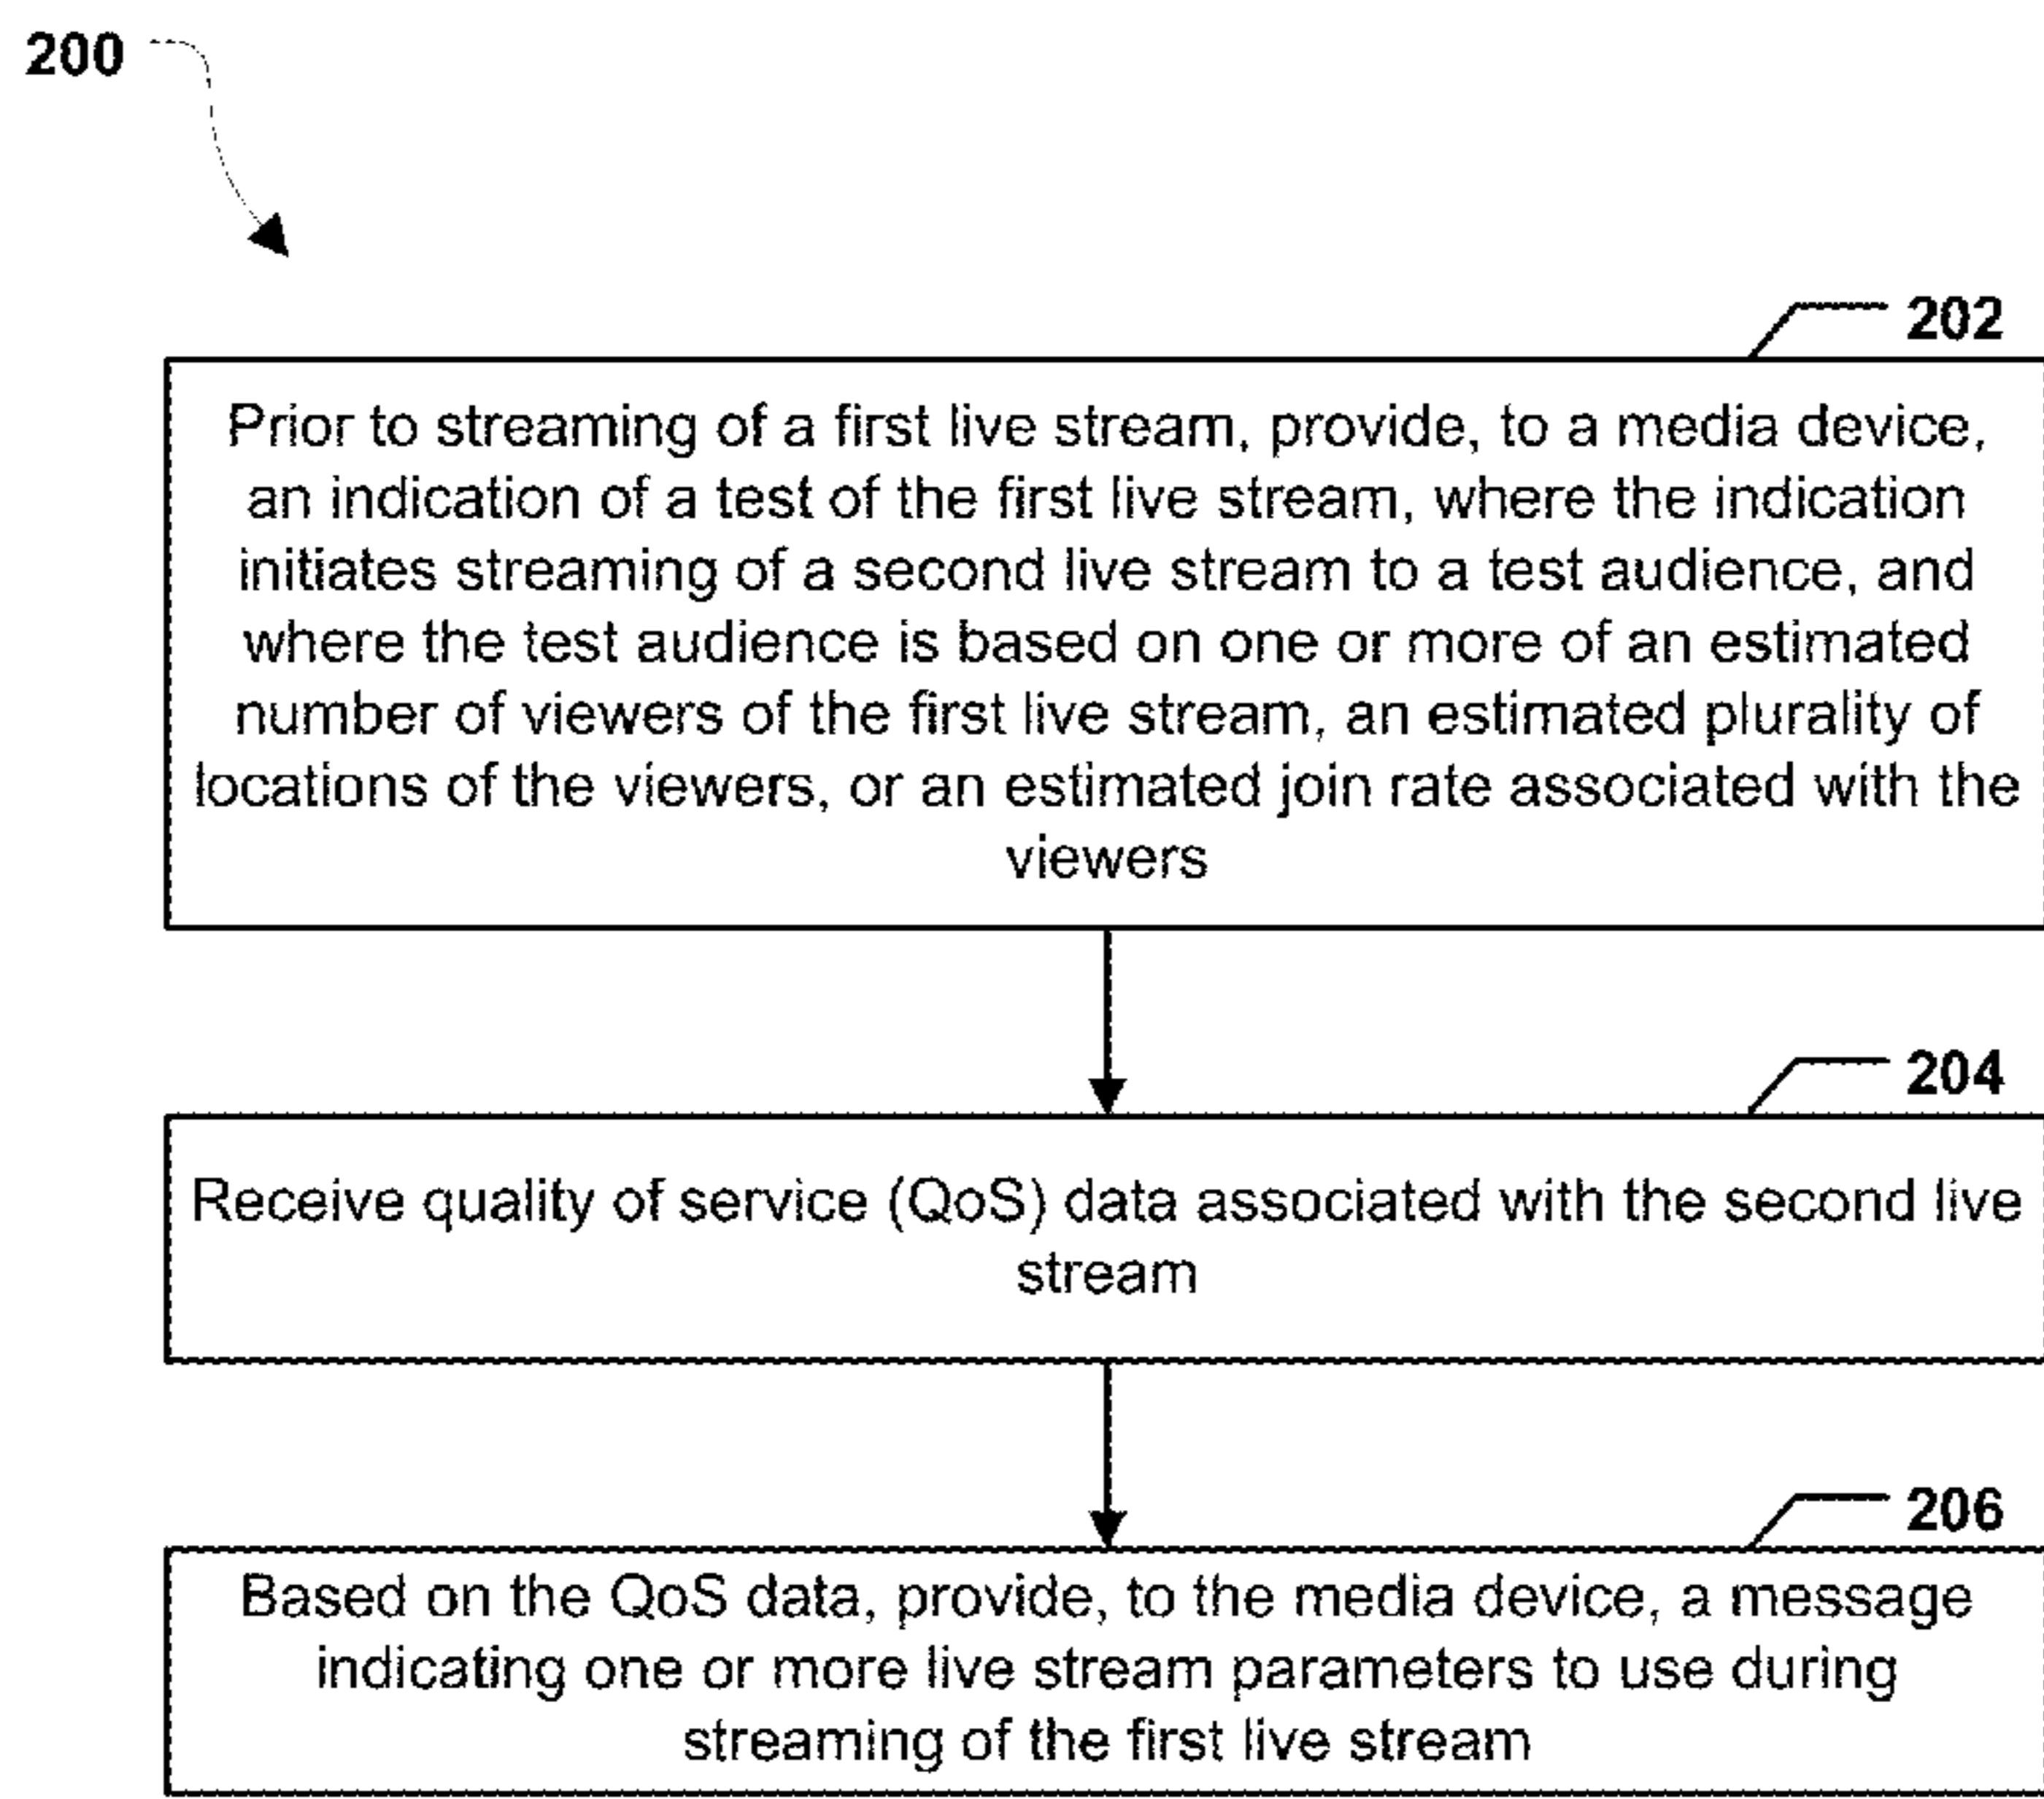 200
202
Prior to streaming of a first live stream, provide, to a media device,
an indication of a test of the first live stream, where the indication
initiates streaming of a second live stream to a test audience, and
where the test audience is based on one or more of an estimated
number of viewers of the first live stream, an estimated plurality of
locations of the viewers, or an estimated join rate associated with the
viewers
204
Receive quality of service (QoS) data associated with the second live
stream
206
Based on the QoS data, provide, to the media device, a message
indicating one or more live stream parameters to use during
streaming of the first live stream